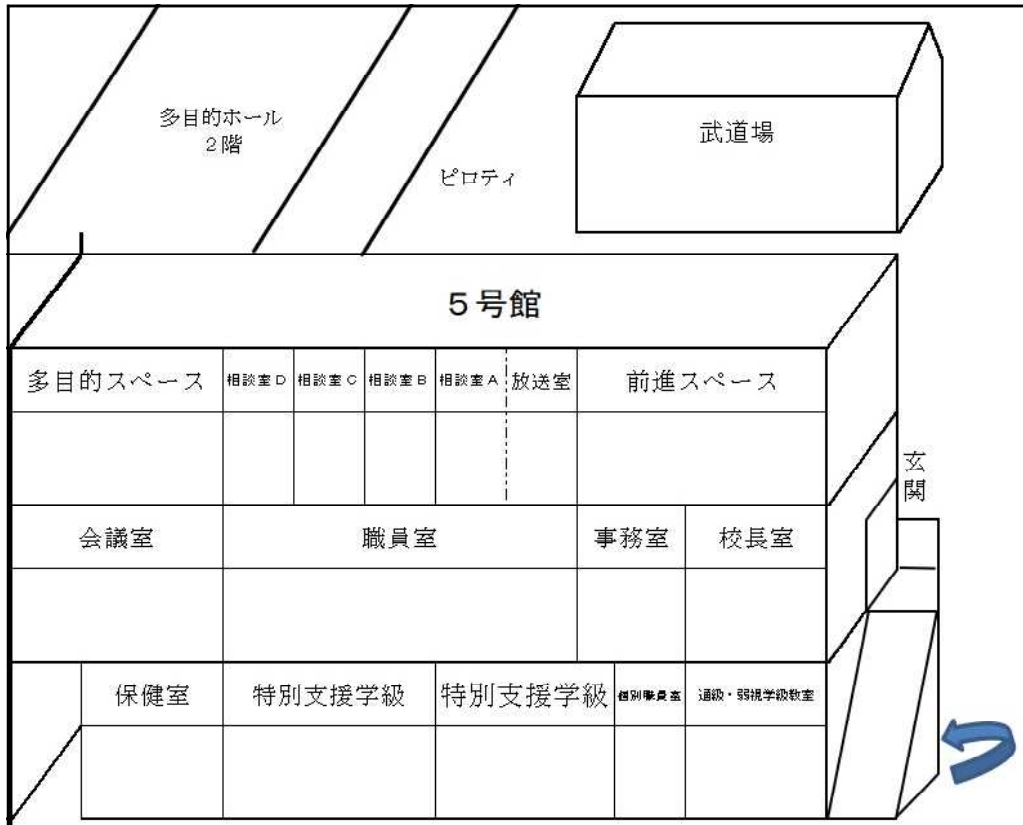 多目的ホール
２階
ピロティ
武道場
５号館
多目的スペース
相談室Ｄ
相談室Ｃ
相談室Ｂ
相談室Ａ
放送室
前進スペース
玄関
会議室
職員室
事務室
校長室
保健室
特別支援学級
特別支援学級
個別職員室
通級・弱視学級教室